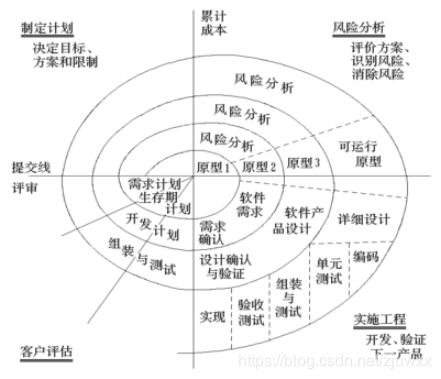 制定计划
决定目标、
方案和限制
累计
成本
风险分析
评价方案、
识别风险、
消除风险
风险分析
风险分析
风险分析
可运行
原型
原型1
原型2
原型3
提交线
评审
需求计划
生存期
计划
开发计划
组装与测试
软件
需求
需求
确认
软件产
品设计
详细设计
设计确认
与验证
组装
与
测试
单元
测试
编码
实现
验收
测试
客户评估
实施工程
开发、验证
下一产品
https://blog.csdn.net/zjuwxx